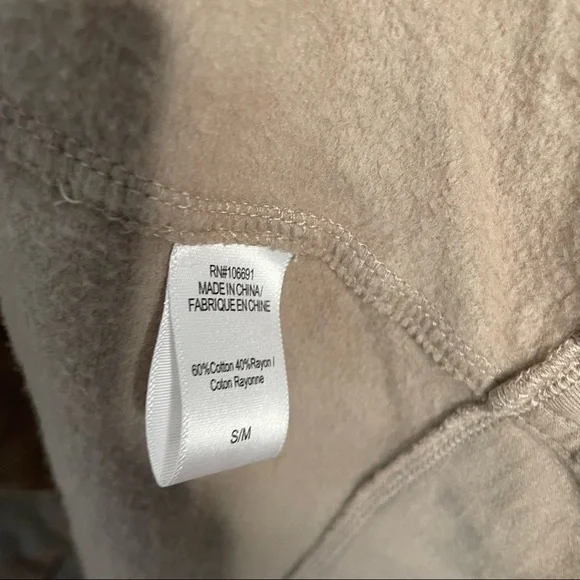 RN#106691
MADE IN CHINA/
FABRIQUE EN CHINE
60%Cotton 40%Rayon /
Coton Rayonne
S/M